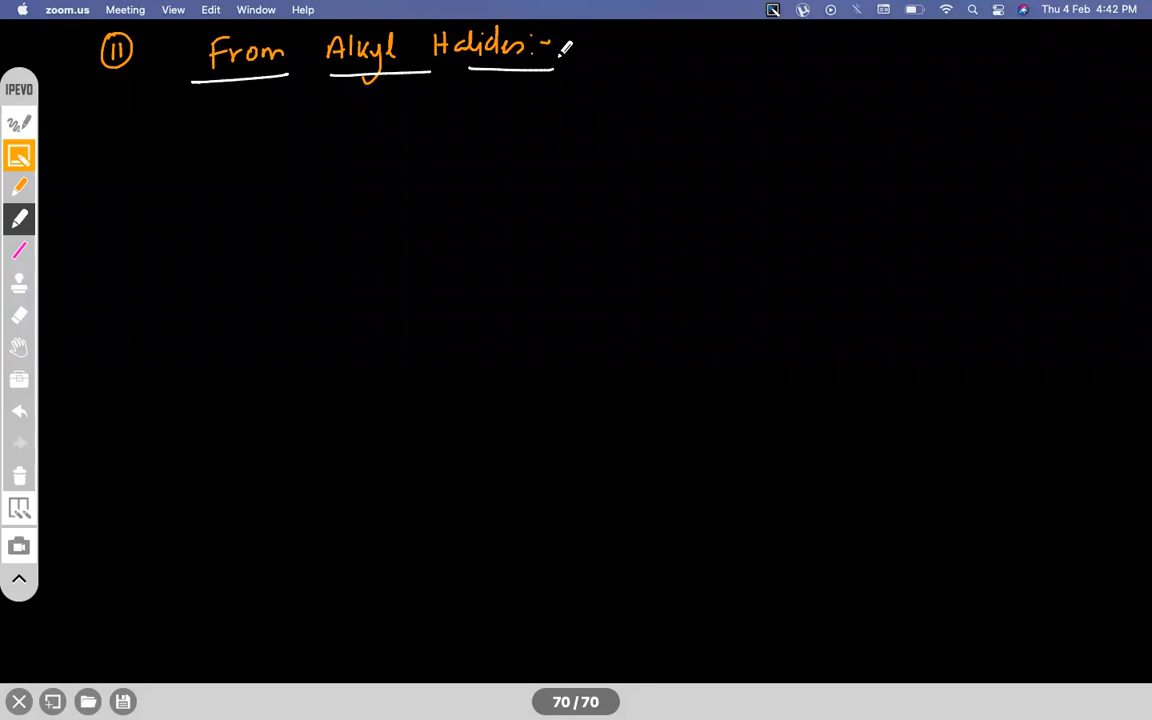 zoom.us Meeting View Edit Window Help Thu 4 Feb 4:42 PM
11 From Alkyl Halides:-
IPEVO
70/70